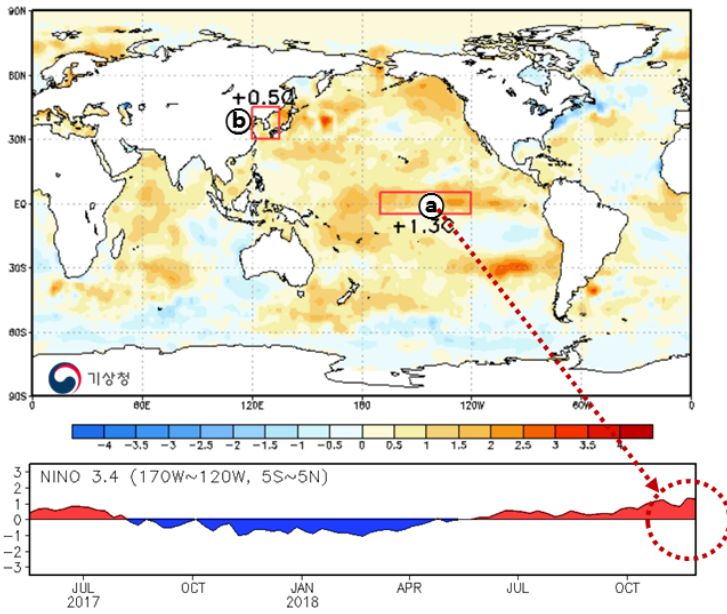 90N
60N
30N
EQ
30S
60S
90S
+0.5C
ⓑ
ⓐ
+1.3C
기상청
0 60E 120E 180 120W 60W 0
-4 -3.5 -3 -2.5 -2 -1.5 -1 -0.5 0 0.5 1 1.5 2 2.5 3 3.5 4
NINO 3.4 (170W~120W, 5S~5N)
3
2
1
0
-1
-2
-3
JUL OCT JAN APR JUL OCT
2017 2018